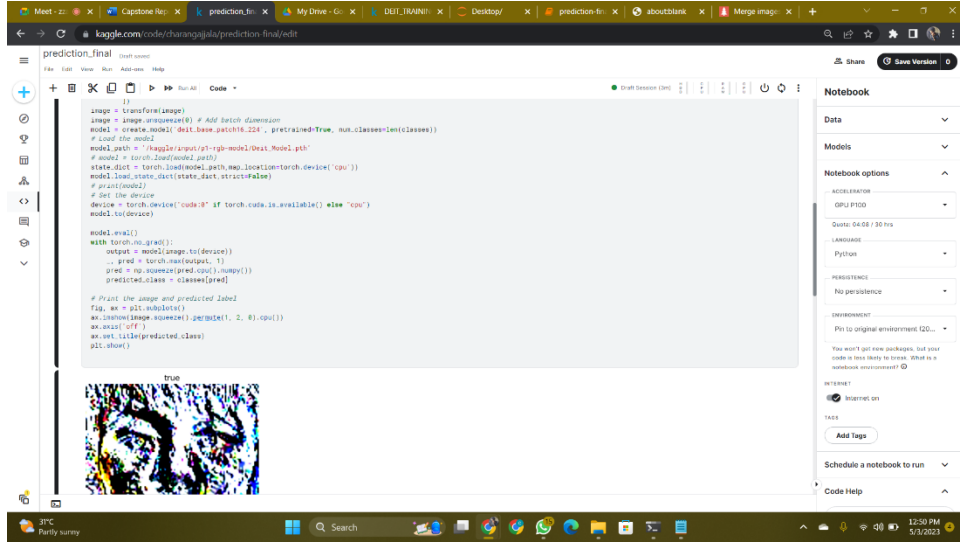 Meet - zz
Capstone Rep
prediction_fin
My Drive - Go
DEIT_TRAININ
Desktop/
prediction-fin
about:blank
Merge image
kaggle.com/code/charangajjala/prediction-final/edit
prediction_final
Draft saved
File Edit View Run Add-ons Help
Share
Save Version 0
Run All
Code
Draft Session (3m)
])
image = transform(image)
image = image.unsqueeze(0) # Add batch dimension
model = create_model('deit_base_patch16_224', pretrained=True, num_classes=len(classes))
# Load the model
model_path = '/kaggle/input/p1-rgb-model/Deit_Model.pth'
# model = torch.load(model_path)
state_dict = torch.load(model_path,map_location=torch.device('cpu'))
model.load_state_dict(state_dict,strict=False)
# print(model)
# Set the device
device = torch.device("cuda:0" if torch.cuda.is_available() else "cpu")
model.to(device)
model.eval()
with torch.no_grad():
output = model(image.to(device))
_, pred = torch.max(output, 1)
pred = np.squeeze(pred.cpu().numpy())
predicted_class = classes[pred]
# Print the image and predicted label
fig, ax = plt.subplots()
ax.imshow(image.squeeze().permute(1, 2, 0).cpu())
ax.axis('off')
ax.set_title(predicted_class)
plt.show()
true
Notebook
Data
Models
Notebook options
ACCELERATOR
GPU P100
Quota: 04:08 / 30 hrs
LANGUAGE
Python
PERSISTENCE
No persistence
ENVIRONMENT
Pin to original environment (20...
You won't get new packages, but your
code is less likely to break. What is a
notebook environment?
INTERNET
Internet on
TAGS
Add Tags
Schedule a notebook to run
Code Help
31°C
Partly sunny
Search
12:50 PM
5/3/2023